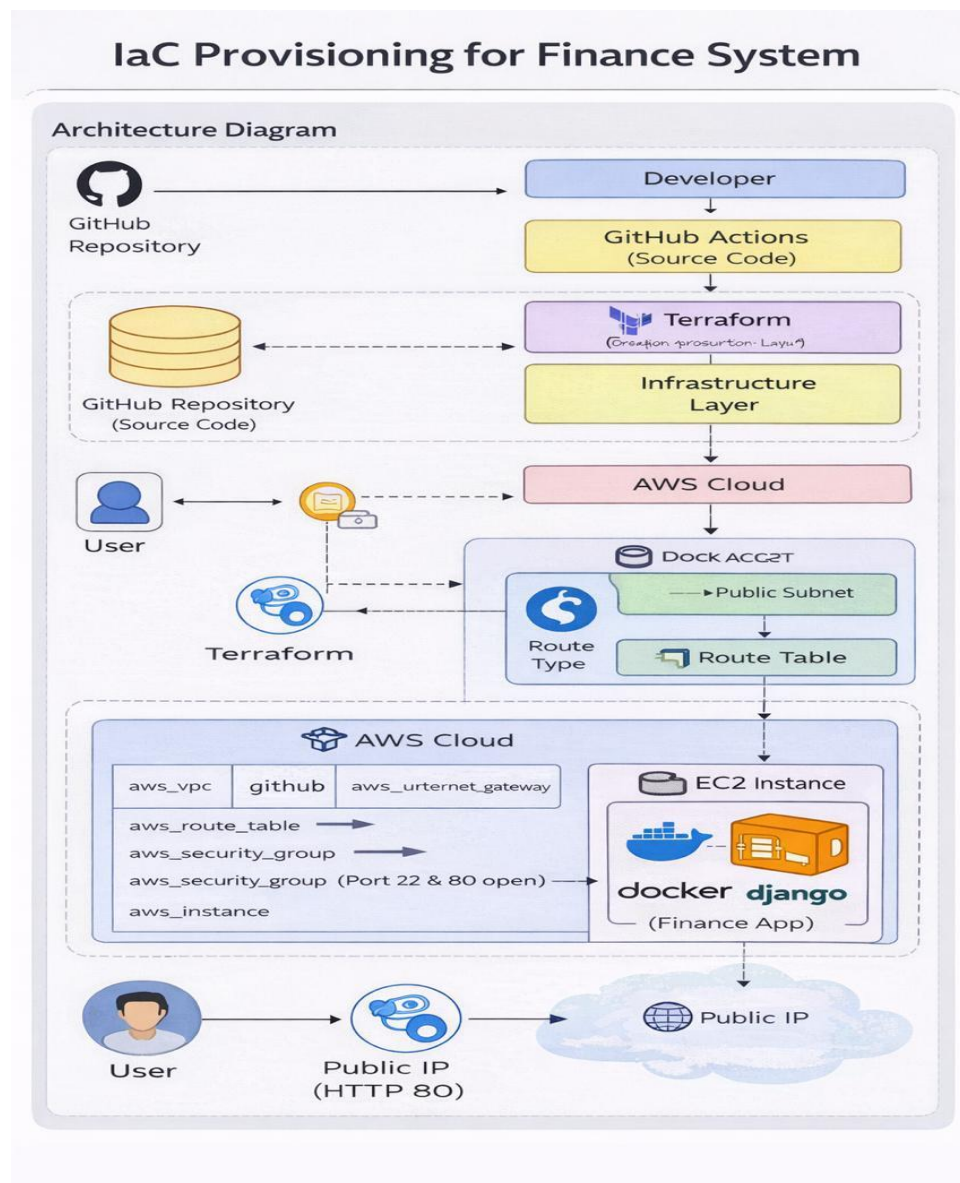 IaC Provisioning for Finance System
Architecture Diagram
GitHub
Repository
Developer
GitHub Actions
(Source Code)
Terraform
Infrastructure
Layer
GitHub Repository
(Source Code)
AWS Cloud
User
Terraform
Dock
Route
Type
Public Subnet
Route Table
AWS Cloud
aws_vpc
github
aws_urternet_gateway
aws_route_table
aws_security_group
aws_security_group (Port 22 & 80 open)
aws_instance
EC2 Instance
docker
django
(Finance App)
User
Public IP
(HTTP 80)
Public IP